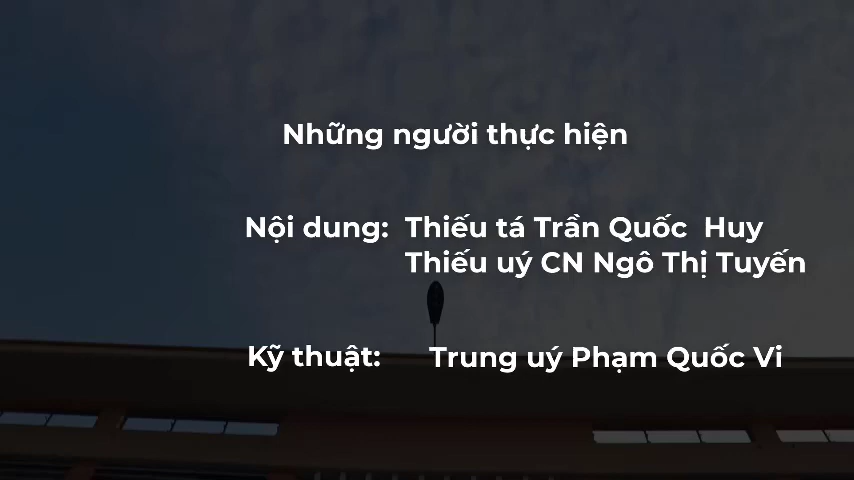 Những người thực hiện
Nội dung: Thiếu tá Trần Quốc Huy
Thiếu uý CN Ngô Thị Tuyến
Kỹ thuật: Trung uý Phạm Quốc Vi